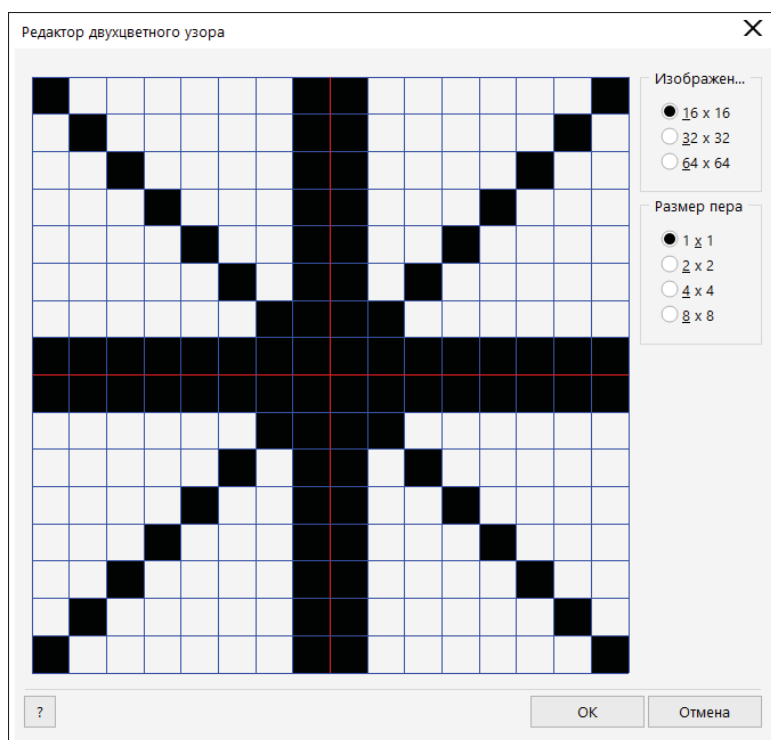 Редактор двухцветного узора
Изображен...
16 x 16
32 x 32
64 x 64
Размер пера
1 x 1
2 x 2
4 x 4
8 x 8
?
ОК
Отмена